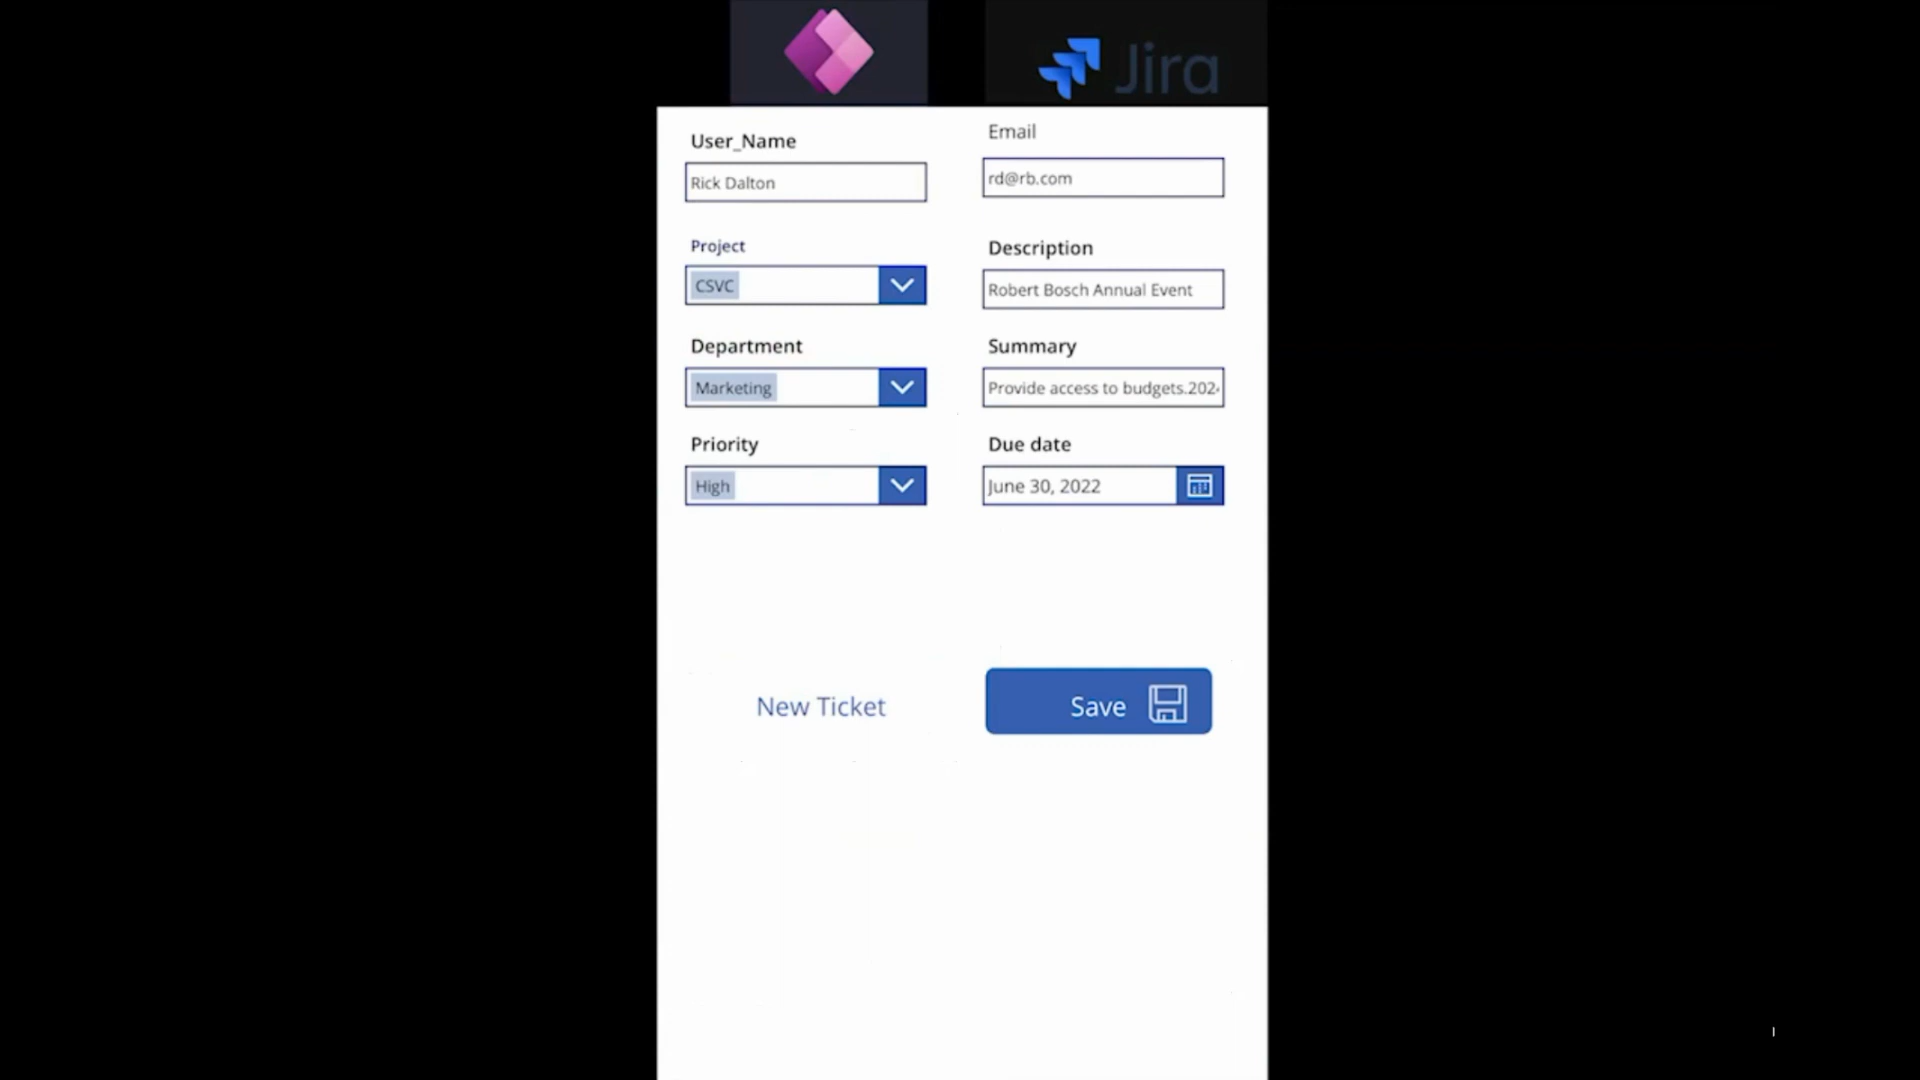 Jira
User_Name
Email
Rick Dalton
rd@rb.com
Project
Description
CSVC
Robert Bosch Annual Event
Department
Summary
Marketing
Provide access to budgets.202
Priority
Due date
High
June 30, 2022
New Ticket
Save